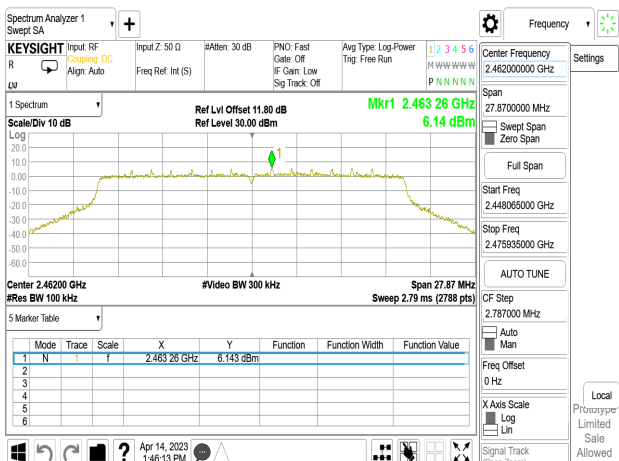 Spectrum Analyzer 1
Swept SA
Frequency
KEYSIGHT
R
LXI
Input: RF
Coupling: DC
Align: Auto
Input Z: 50 Ω
Freq Ref: Int (S)
#Atten: 30 dB
PNO: Fast
Gate: Off
IF Gain: Low
Sig Track: Off
Avg Type: Log-Power
Trig: Free Run
1 2 3 4 5 6
M W W W W W
P N N N N N
1 Spectrum
Scale/Div 10 dB
Ref Lvl Offset 11.80 dB
Ref Level 30.00 dBm
Mkr1 2.463 26 GHz
6.14 dBm
Log
20.0
10.0
0.00
-10.0
-20.0
-30.0
-40.0
-50.0
-60.0
1
Center 2.46200 GHz
#Res BW 100 kHz
#Video BW 300 kHz
Span 27.87 MHz
Sweep 2.79 ms (2788 pts)
5 Marker Table
Mode Trace Scale X Y Function Function Width Function Value
1 N 1 f 2.463 26 GHz 6.143 dBm
2
3
4
5
6
?
Apr 14, 2023
1:46:13 PM
Center Frequency
2.462000000 GHz
Settings
Span
27.8700000 MHz
Swept Span
Zero Span
Full Span
Start Freq
2.448065000 GHz
Stop Freq
2.475935000 GHz
AUTO TUNE
CF Step
2.787000 MHz
Auto
Man
Freq Offset
0 Hz
X Axis Scale
Log
Lin
Signal Track
Local
Prototype
Limited
Sale
Allowed